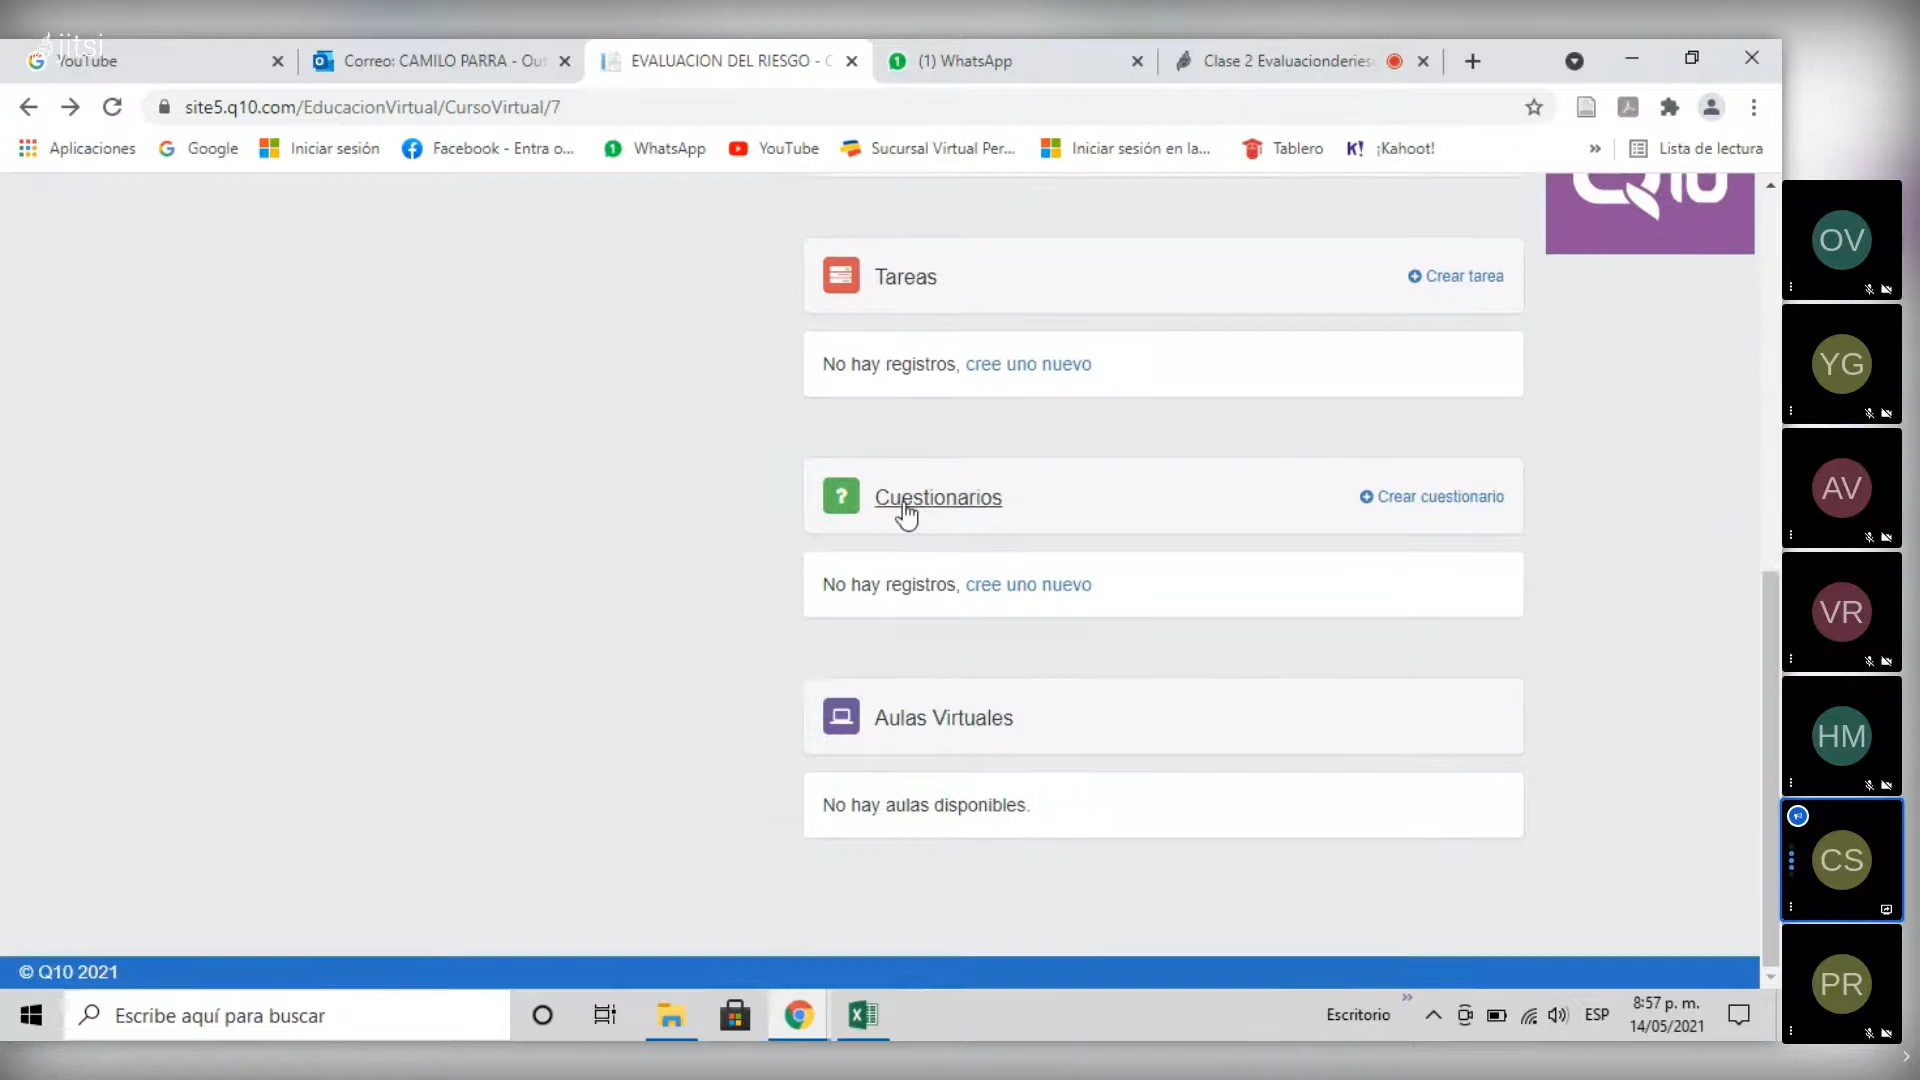 jitsi
YouTube
Correo: CAMILO PARRA - Ou
EVALUACION DEL RIESGO - C
(1) WhatsApp
Clase 2 Evaluacionderies
site5.q10.com/EducacionVirtual/CursoVirtual/7
Aplicaciones
Google
Iniciar sesión
Facebook - Entra o...
WhatsApp
YouTube
Sucursal Virtual Per...
Iniciar sesión en la...
Tablero
K! ¡Kahoot!
»
Lista de lectura
Q10
Tareas
Crear tarea
No hay registros, cree uno nuevo
? Cuestionarios
Crear cuestionario
No hay registros, cree uno nuevo
Aulas Virtuales
No hay aulas disponibles.
© Q10 2021
Escribe aquí para buscar
Escritorio
»
ESP
8:57 p. m.
14/05/2021
OV
YG
AV
VR
HM
CS
PR